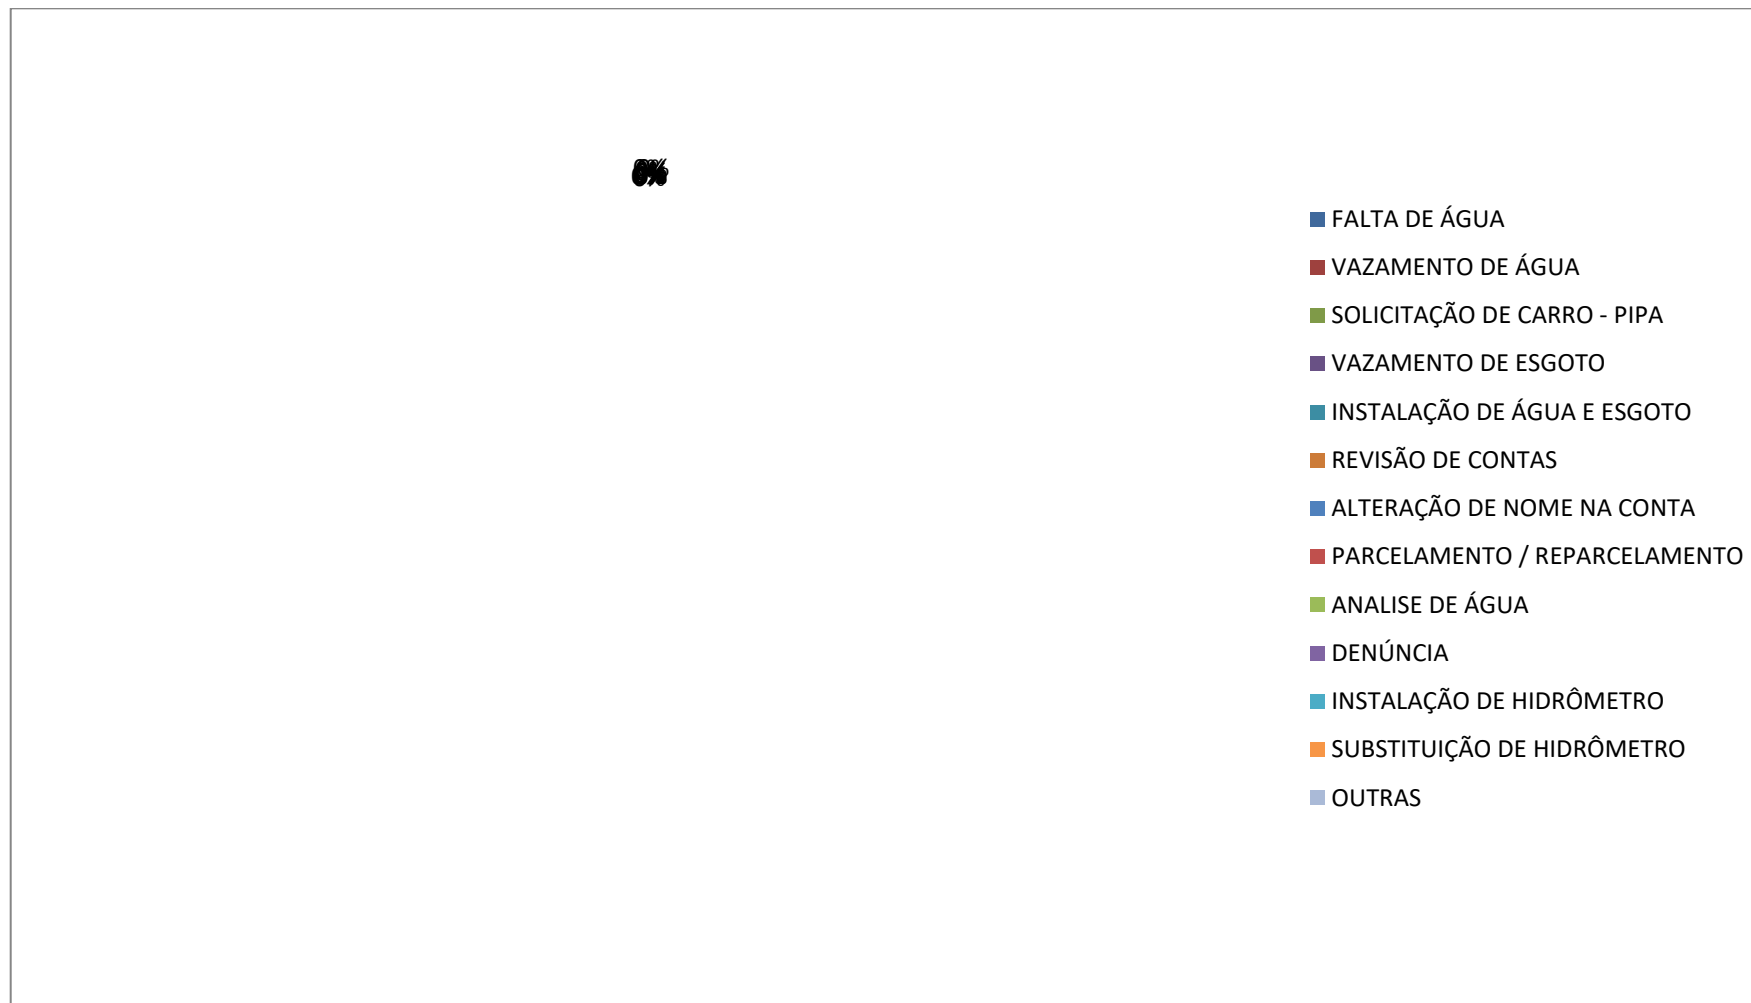 0%
FALTA DE ÁGUA
VAZAMENTO DE ÁGUA
SOLICITAÇÃO DE CARRO - PIPA
VAZAMENTO DE ESGOTO
INSTALAÇÃO DE ÁGUA E ESGOTO
REVISÃO DE CONTAS
ALTERAÇÃO DE NOME NA CONTA
PARCELAMENTO / REPARCELAMENTO
ANALISE DE ÁGUA
DENÚNCIA
INSTALAÇÃO DE HIDRÔMETRO
SUBSTITUIÇÃO DE HIDRÔMETRO
OUTRAS